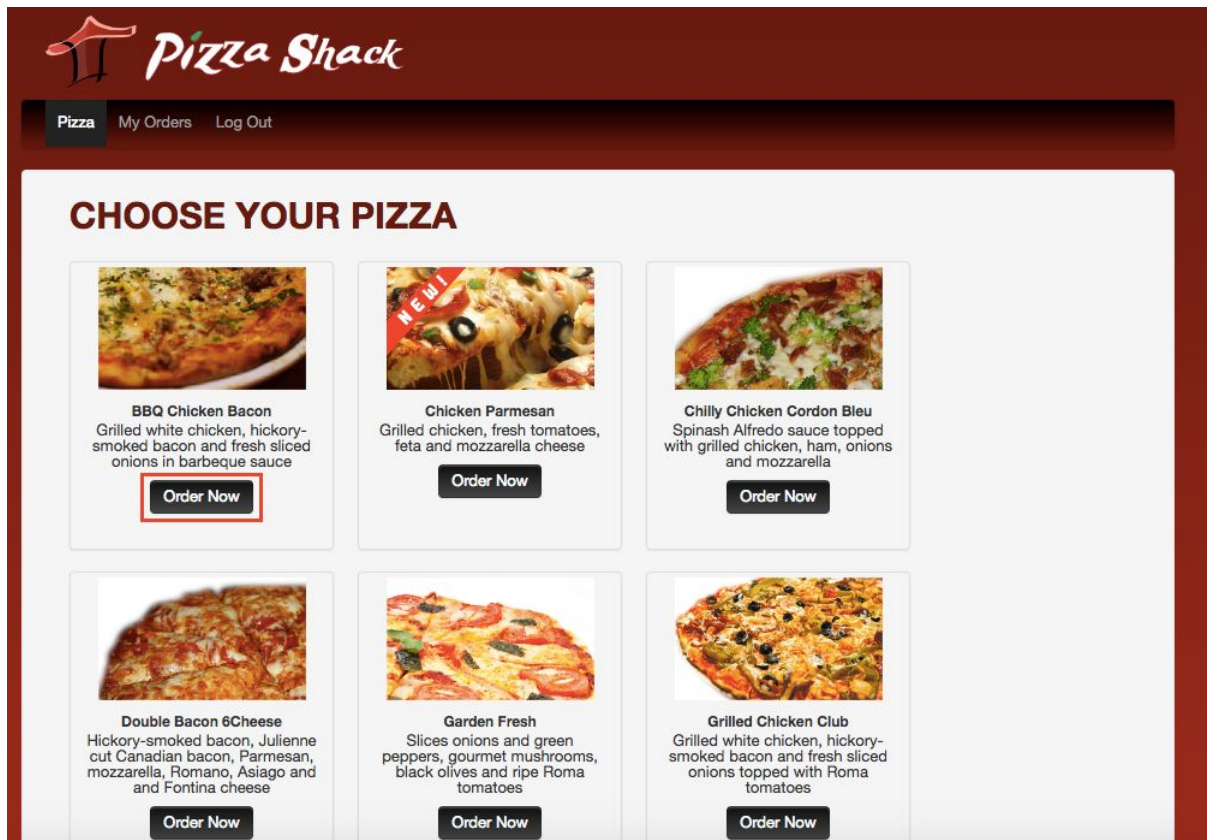 Pizza Shack
Pizza My Orders Log Out
CHOOSE YOUR PIZZA
NEW!
BBQ Chicken Bacon
Grilled white chicken, hickory-
smoked bacon and fresh sliced
onions in barbeque sauce
Order Now
Chicken Parmesan
Grilled chicken, fresh tomatoes,
feta and mozzarella cheese
Order Now
Chilly Chicken Cordon Bleu
Spinash Alfredo sauce topped
with grilled chicken, ham, onions
and mozzarella
Order Now
Double Bacon 6Cheese
Hickory-smoked bacon, Julienne
cut Canadian bacon, Parmesan,
mozzarella, Romano, Asiago and
and Fontina cheese
Order Now
Garden Fresh
Slices onions and green
peppers, gourmet mushrooms,
black olives and ripe Roma
tomatoes
Order Now
Grilled Chicken Club
Grilled white chicken, hickory-
smoked bacon and fresh sliced
onions topped with Roma
tomatoes
Order Now